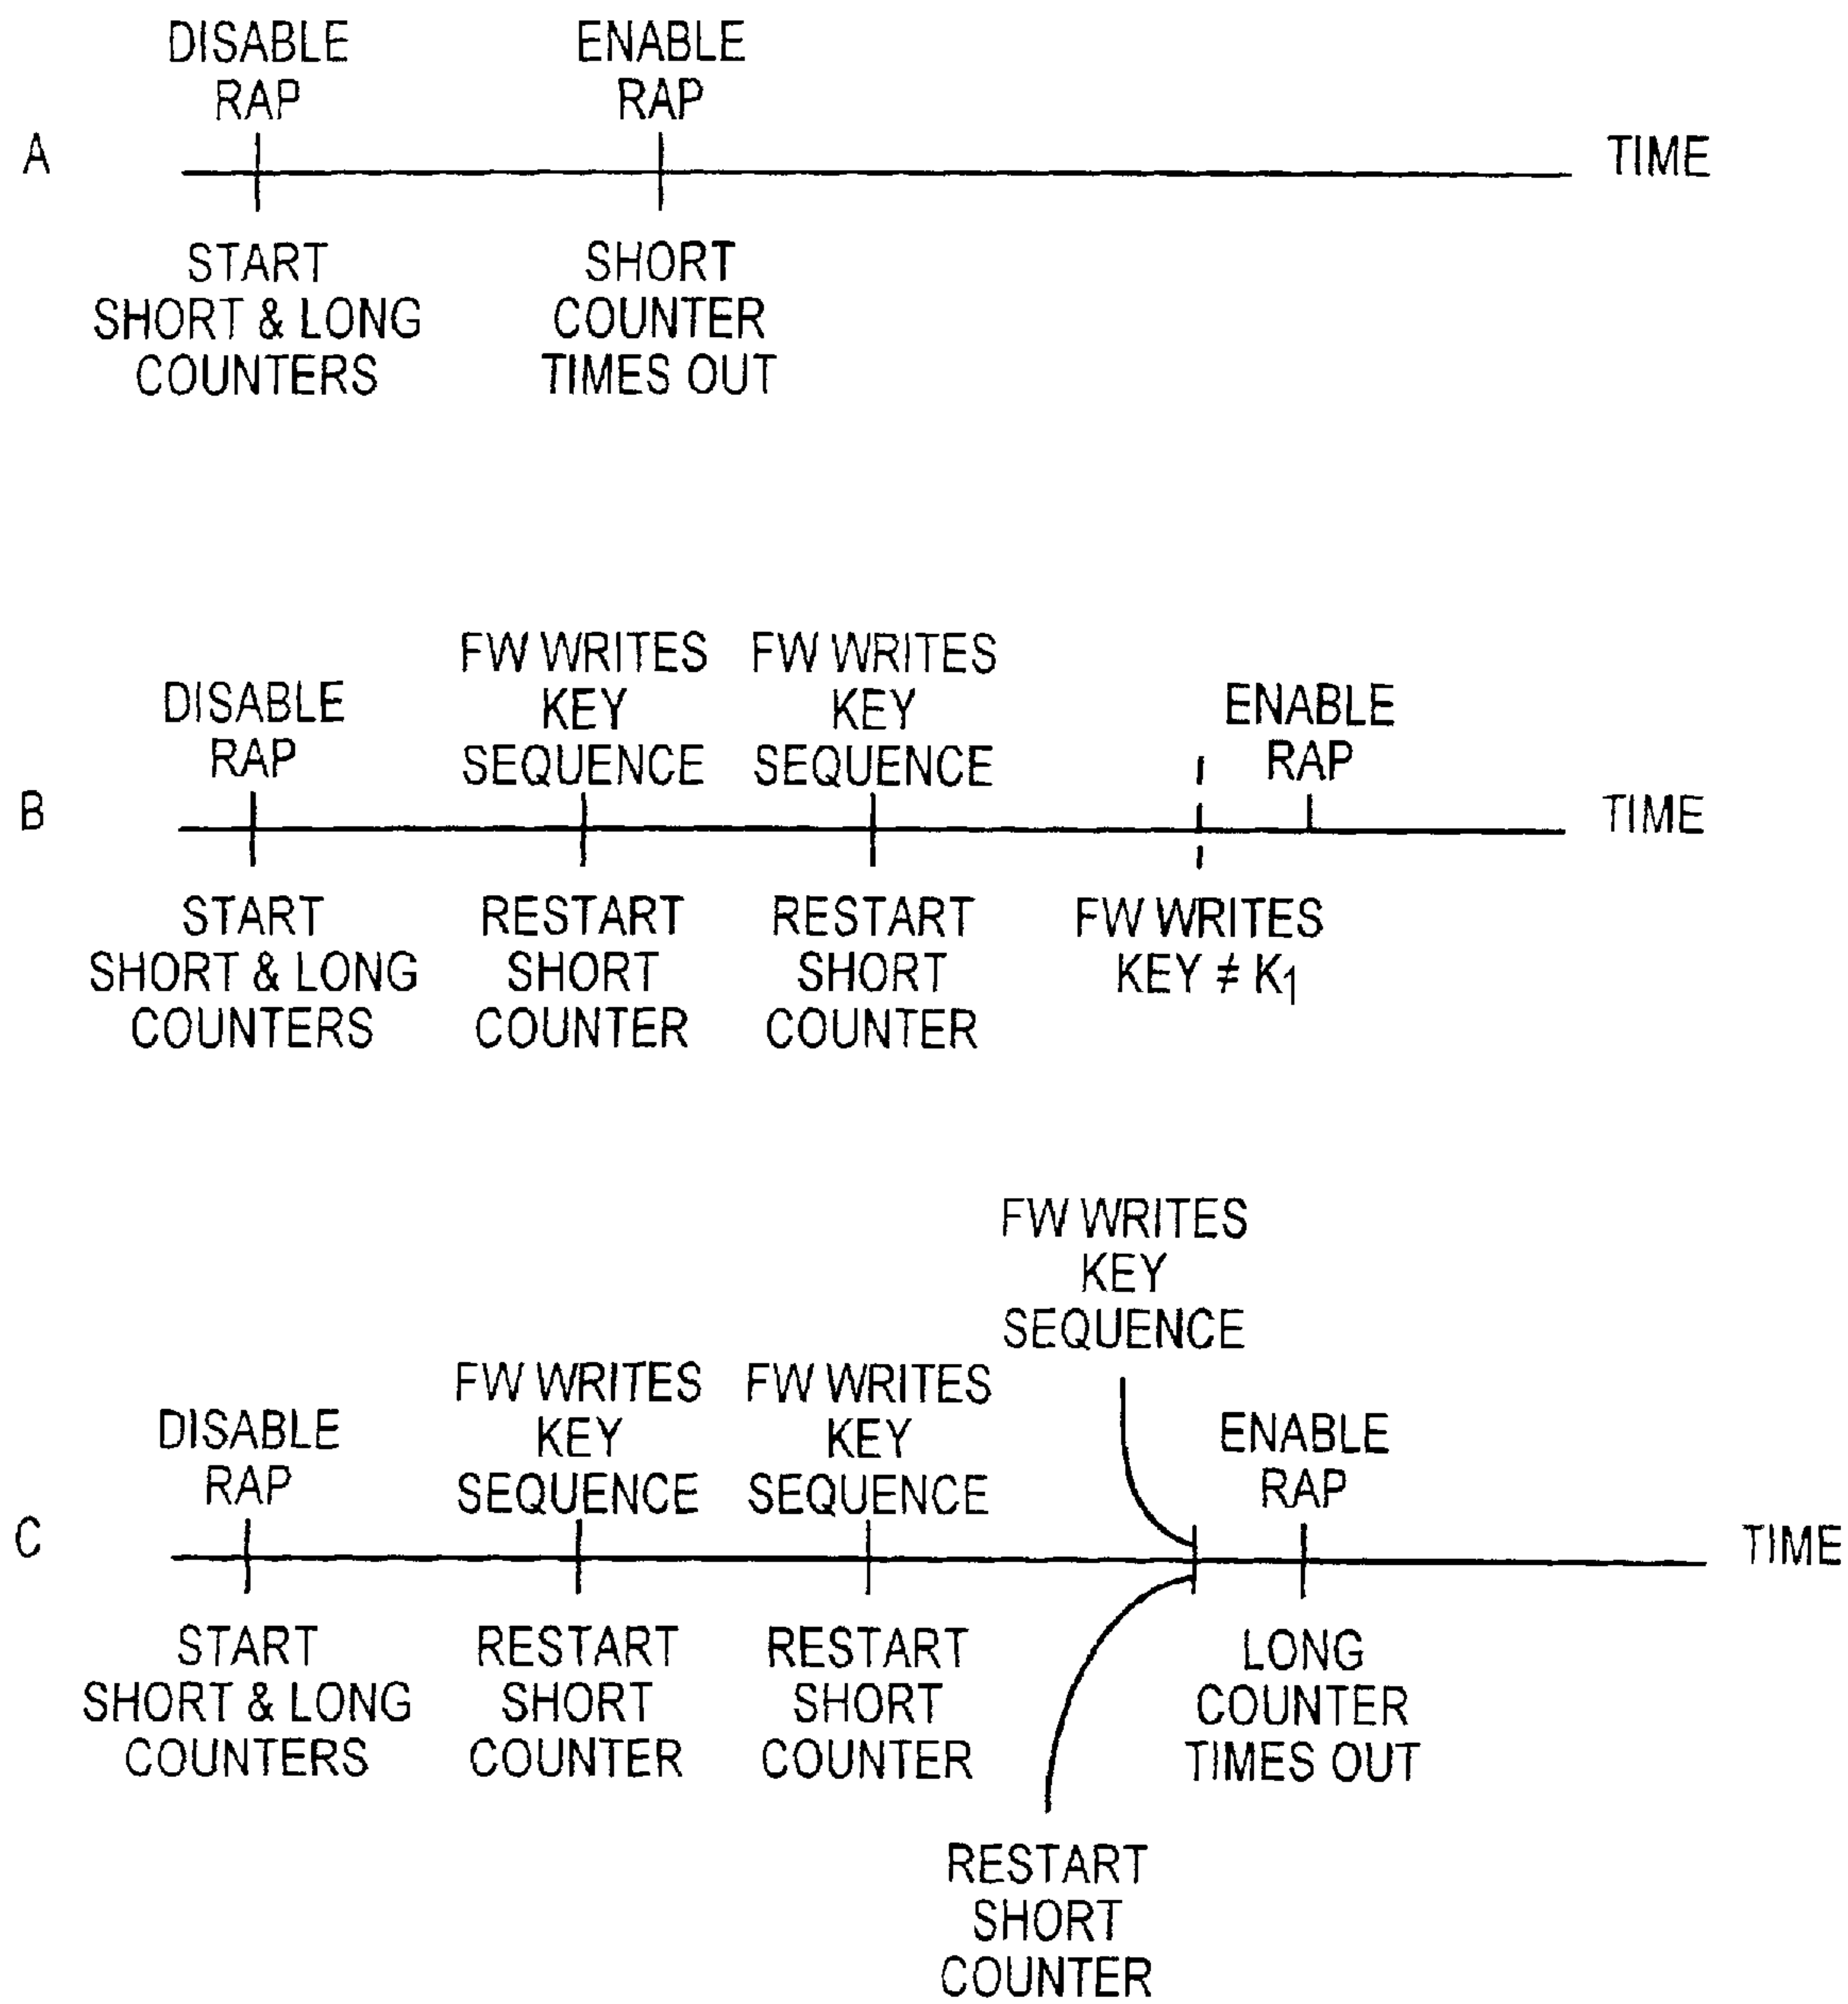 DISABLE
RAP
ENABLE
RAP
A
TIME
START
SHORT & LONG
COUNTERS
SHORT
COUNTER
TIMES OUT
DISABLE
RAP
FW WRITES
KEY
SEQUENCE
FW WRITES
KEY
SEQUENCE
ENABLE
RAP
B
TIME
START
SHORT & LONG
COUNTERS
RESTART
SHORT
COUNTER
RESTART
SHORT
COUNTER
FW WRITES
KEY ≠ K1
FW WRITES
KEY
SEQUENCE
DISABLE
RAP
FW WRITES
KEY
SEQUENCE
FW WRITES
KEY
SEQUENCE
ENABLE
RAP
C
TIME
START
SHORT & LONG
COUNTERS
RESTART
SHORT
COUNTER
RESTART
SHORT
COUNTER
LONG
COUNTER
TIMES OUT
RESTART
SHORT
COUNTER